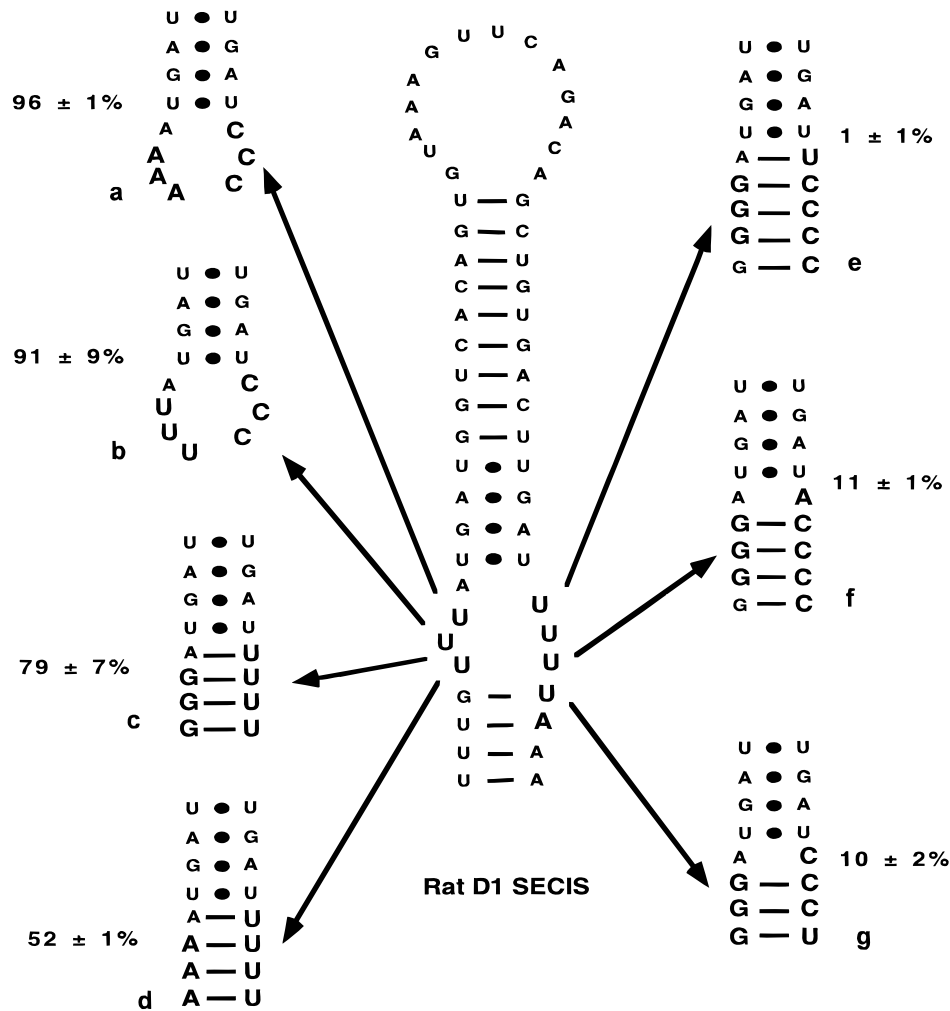 96 ± 1%
U U
A G
G A
U U
A C
A C
A C
A
a
91 ± 9%
U U
A G
G A
U U
A C
U C
U C
U
b
79 ± 7%
U U
A G
G A
U U
A U
G U
G U
G U
c
52 ± 1%
U U
A G
G A
U U
A U
A U
A U
A U
d
G U A A A G U U C A G A C A
U G
G C
A U
C G
A U
C G
U A
G C
G U
U U
A G
G A
U U
A
U U
U U
U U
G U
U A
U A
U A
Rat D1 SECIS
1 ± 1%
U U
A G
G A
U U
A U
G C
G C
G C
G C
e
11 ± 1%
U U
A G
G A
U U
A A
G C
G C
G C
G C
f
10 ± 2%
U U
A G
G A
U U
A C
G C
G C
G U
g